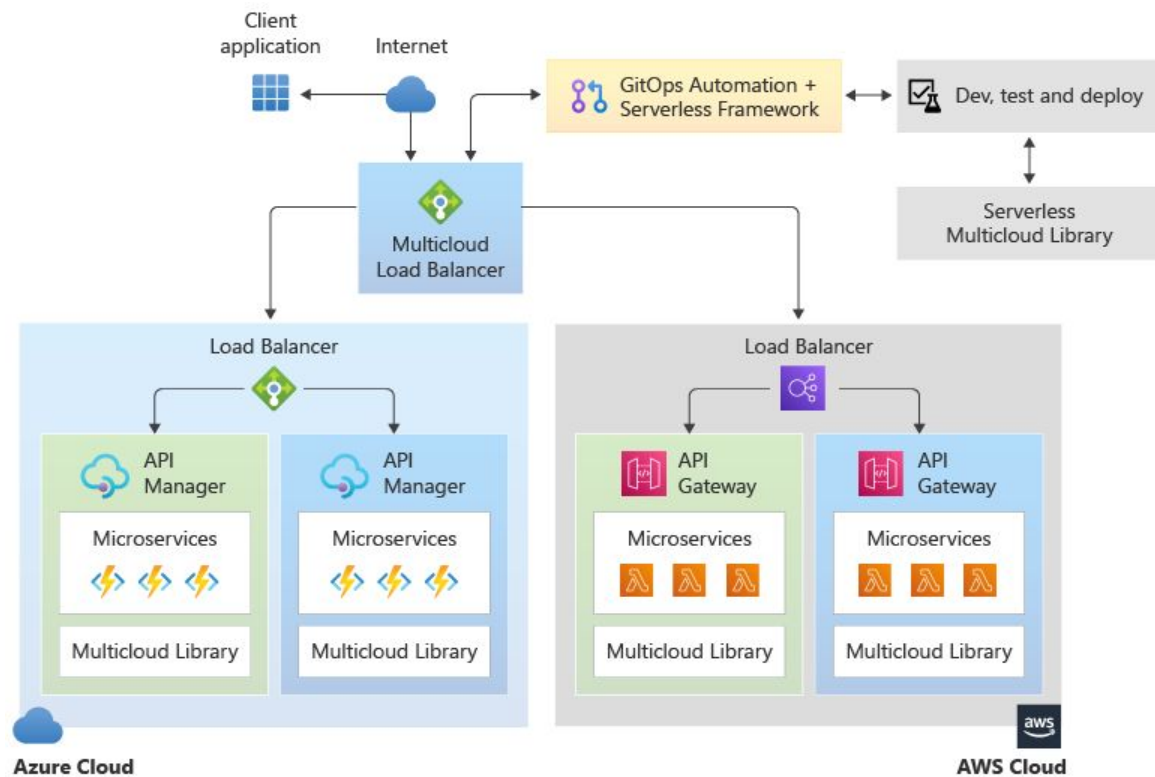 Client
application
Internet
GitOps Automation +
Serverless Framework
Dev, test and deploy
Serverless
Multicloud Library
Multicloud
Load Balancer
Load Balancer
API
Manager
Microservices
Multicloud Library
API
Manager
Microservices
Multicloud Library
Azure Cloud
Load Balancer
API
Gateway
Microservices
Multicloud Library
API
Gateway
Microservices
Multicloud Library
aws
AWS Cloud